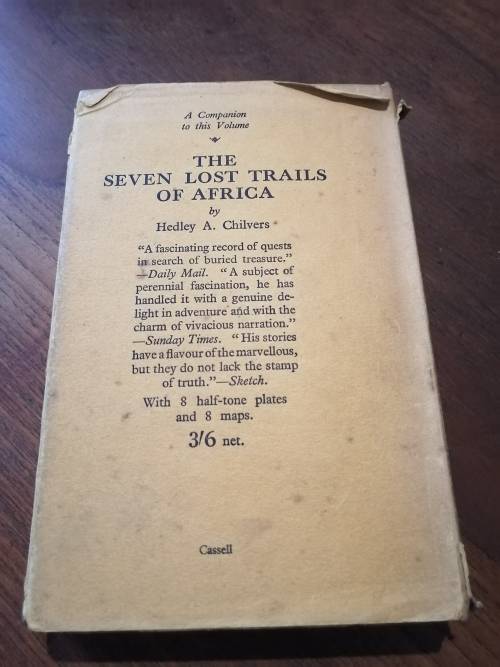 A Companion
to this Volume
THE
SEVEN LOST TRAILS
OF AFRICA
by
Hedley A. Chilvers
"A fascinating record of quests
in search of buried treasure."
—Daily Mail. "A subject of
perennial fascination, he has
handled it with a genuine de-
light in adventure and with the
charm of vivacious narration."
—Sunday Times. "His stories
have a flavour of the marvellous,
but they do not lack the stamp
of truth."—Sketch.
With 8 half-tone plates
and 8 maps.
3/6 net.
Cassell